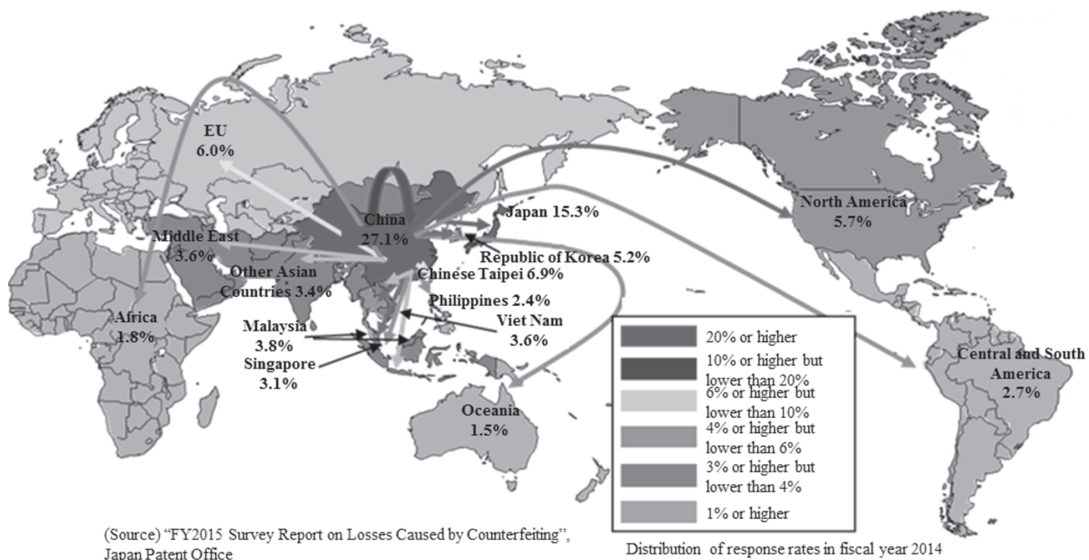 EU
6.0%
China
27.1%
Japan 15.3%
North America
5.7%
Middle East
3.6%
Republic of Korea 5.2%
Other Asian
Countries 3.4%
Chinese Taipei 6.9%
Philippines 2.4%
Viet Nam
3.6%
Africa
1.8%
Malaysia
3.8%
Singapore
3.1%
Oceania
1.5%
Central and South
America
2.7%
20% or higher
10% or higher but
lower than 20%
6% or higher but
lower than 10%
4% or higher but
lower than 6%
3% or higher but
lower than 4%
1% or higher
(Source) “FY2015 Survey Report on Losses Caused by Counterfeiting”,
Japan Patent Office
Distribution of response rates in fiscal year 2014